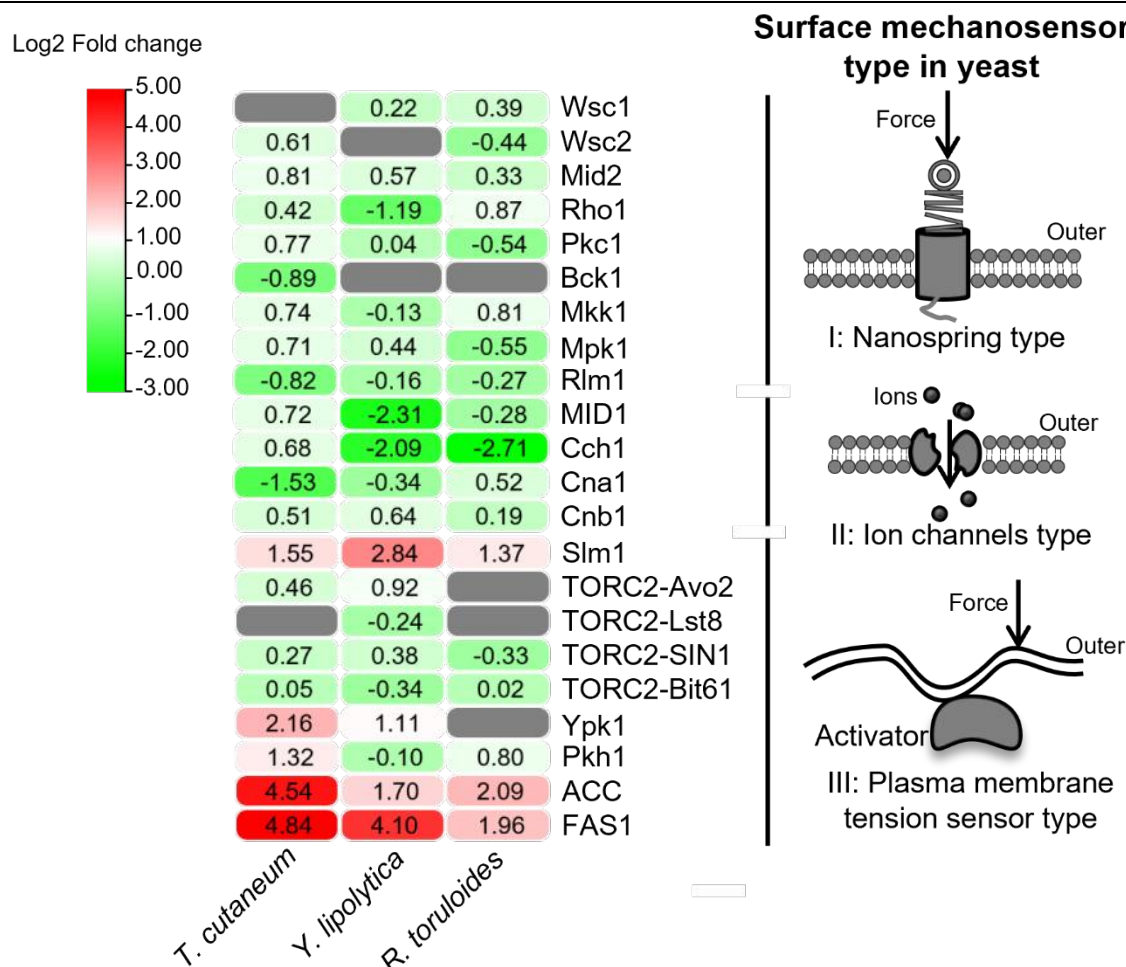 Log2 Fold change
5.00
4.00
3.00
2.00
1.00
0.00
-1.00
-2.00
-3.00
0.22 0.39 Wsc1
0.61 -0.44 Wsc2
0.81 0.57 0.33 Mid2
0.42 -1.19 0.87 Rho1
0.77 0.04 -0.54 Pkc1
-0.89 Bck1
0.74 -0.13 0.81 Mkk1
0.71 0.44 -0.55 Mpk1
-0.82 -0.16 -0.27 Rlm1
0.72 -2.31 -0.28 MID1
0.68 -2.09 -2.71 Cch1
-1.53 -0.34 0.52 Cna1
0.51 0.64 0.19 Cnb1
1.55 2.84 1.37 Slm1
0.46 0.92 TORC2-Avo2
-0.24 TORC2-Lst8
0.27 0.38 -0.33 TORC2-SIN1
0.05 -0.34 0.02 TORC2-Bit61
2.16 1.11 Ypk1
1.32 -0.10 0.80 Pkh1
4.54 1.70 2.09 ACC
4.84 4.10 1.96 FAS1
T. cutaneum
Y. lipolytica
R. toruloides
Surface mechanosensor
type in yeast
Force
Outer
I: Nanospring type
Ions
Outer
II: Ion channels type
Force
Outer
Activator
III: Plasma membrane
tension sensor type